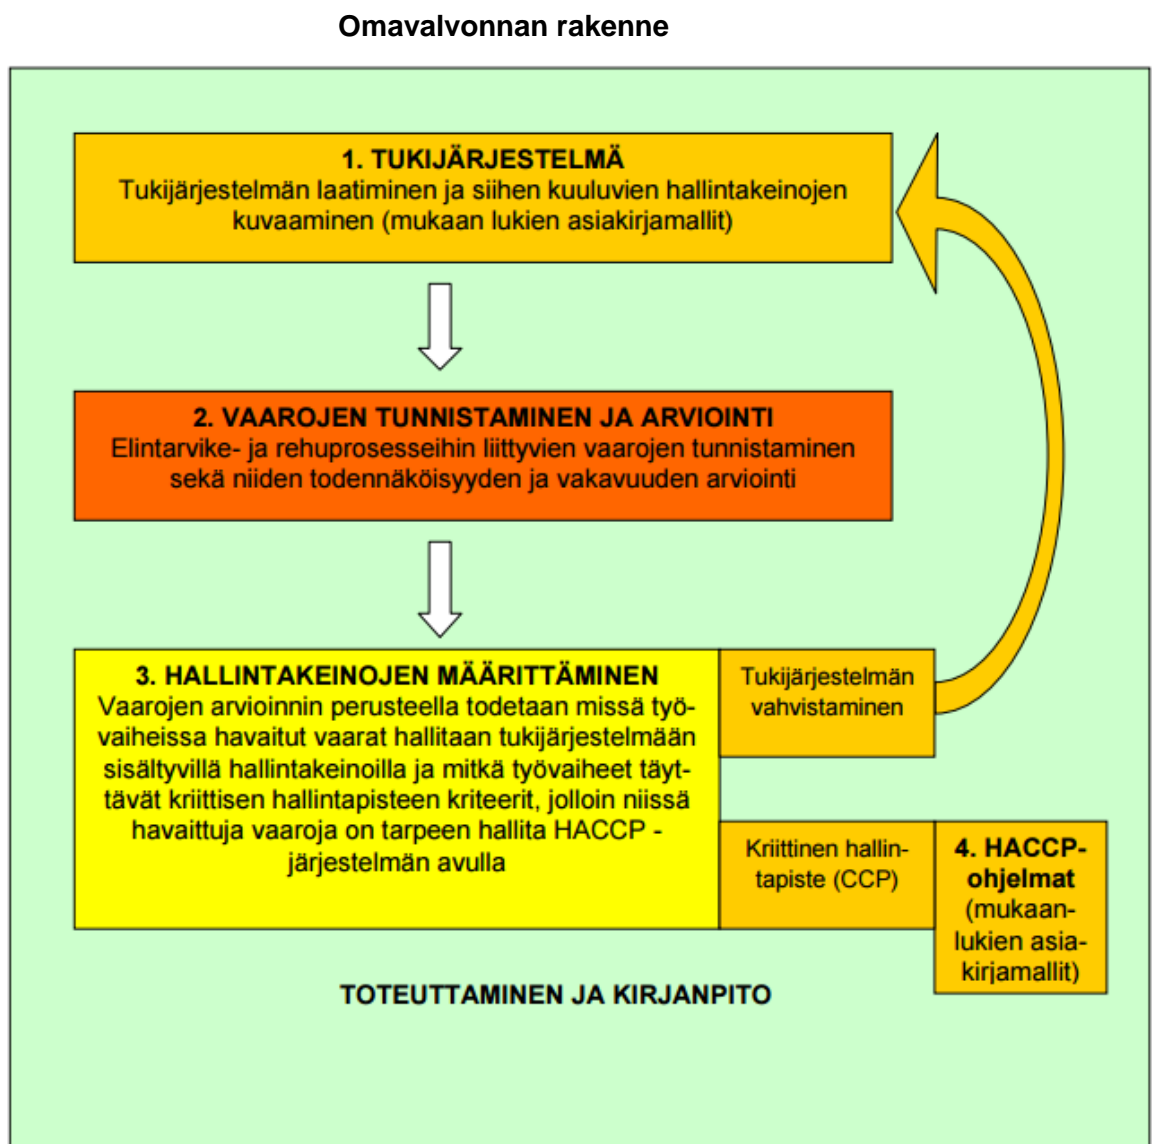 Omavalvonnan rakenne
1. TUKIJÄRJESTELMÄ
Tukijärjestelmän laatiminen ja siihen kuuluvien hallintakeinojen
kuvaaminen (mukaan lukien asiakirjamallit)
2. VAAROJEN TUNNISTAMINEN JA ARVIOINTI
Elintarvike- ja rehuprosesseihin liittyvien vaarojen tunnistaminen
sekä niiden todennäköisyyden ja vakavuuden arviointi
3. HALLINTAKEINOJEN MÄÄRITTÄMINEN
Vaarojen arvioinnin perusteella todetaan missä työ-
vaiheissa havaitut vaarat hallitaan tukijärjestelmään
sisältyvillä hallintakeinoilla ja mitkä työvaiheet täyt-
tävät kriittisen hallintapisteen kriteerit, jolloin niissä
havaittuja vaaroja on tarpeen hallita HACCP -
järjestelmän avulla
Tukijärjestelmän
vahvistaminen
Kriittinen hallin-
tapiste (CCP)
4. HACCP-
ohjelmat
(mukaan-
lukien asia-
kirjamallit)
TOTEUTTAMINEN JA KIRJANPITO